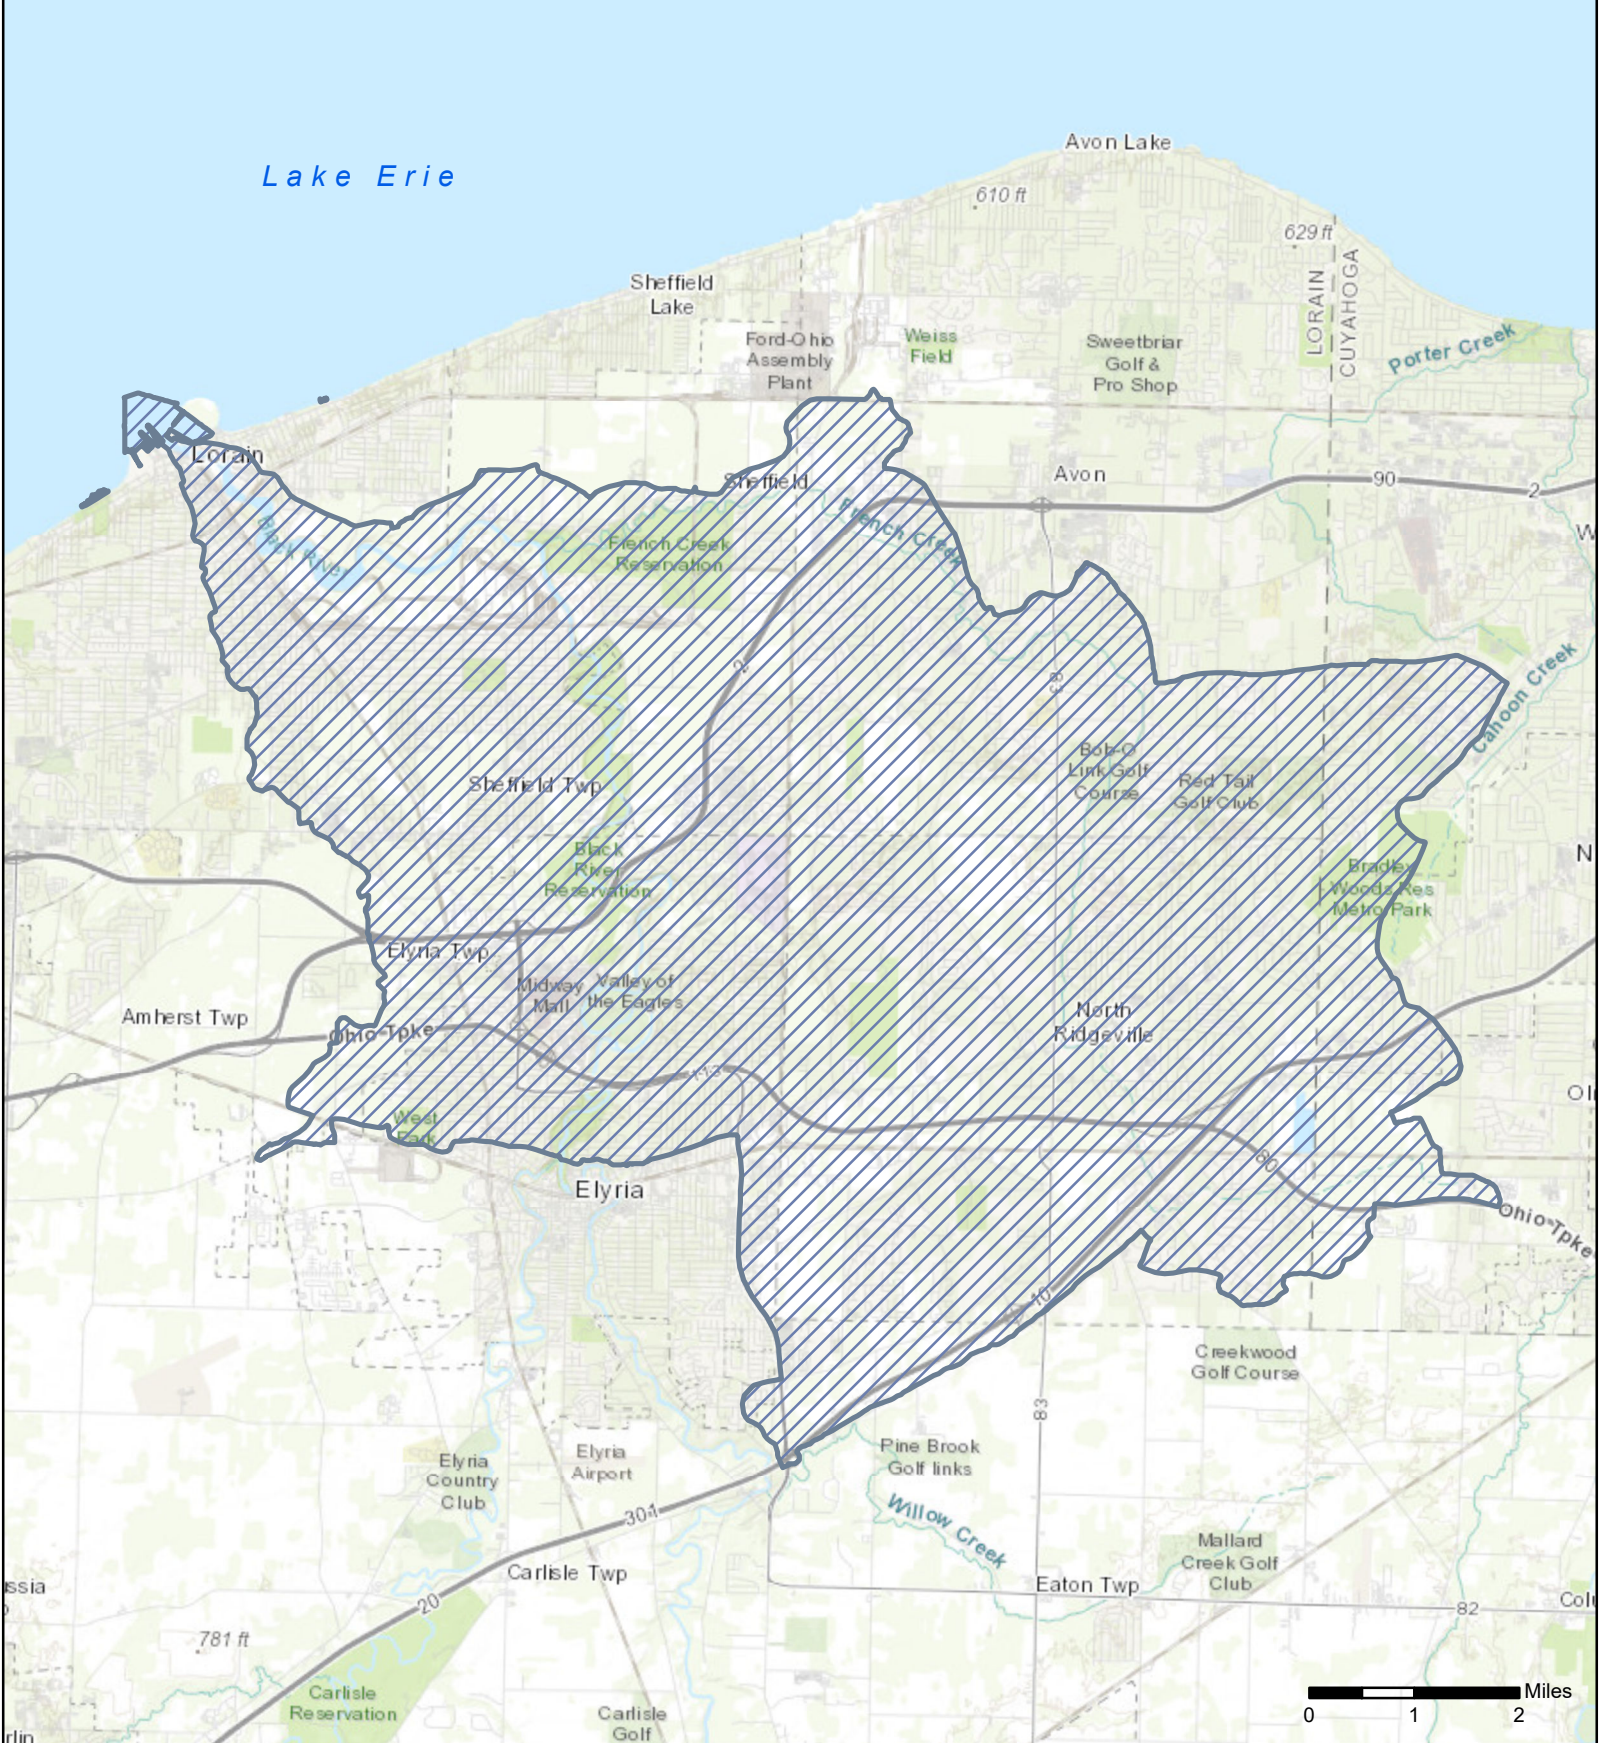 Avon Lake
Lake Erie
610 ft
629 ft
LORAIN
CUYAHOGA
Sheffield
Lake
Ford-Ohio
Assembly
Plant
Weiss
Field
Sweetbriar
Golf &
Pro Shop
Porter Creek
Lorain
Sheffield
Avon
90
2
W
French Creek
Black River
French Creek
Reservation
2
83
Cahoon Creek
Bob-O
Link Golf
Course
Red Tail
Golf Club
Sheffield Twp
Black
River
Reservation
Bradley
Woods Res
Metro Park
N
Elyria Twp
Midway
Mall
Valley of
the Eagles
Amherst Twp
Ohio Tpke
North
Ridgeville
113
Ol
West
Park
80
Elyria
Ohio Tpke
10
Creekwood
Golf Course
83
Elyria
Country
Club
Elyria
Airport
Pine Brook
Golf links
301
Willow Creek
Mallard
Creek Golf
Club
Carlisle Twp
Eaton Twp
ssia
20
82
Col
781 ft
Carlisle
Reservation
Carlisle
Golf
Miles
0 1 2
rlin